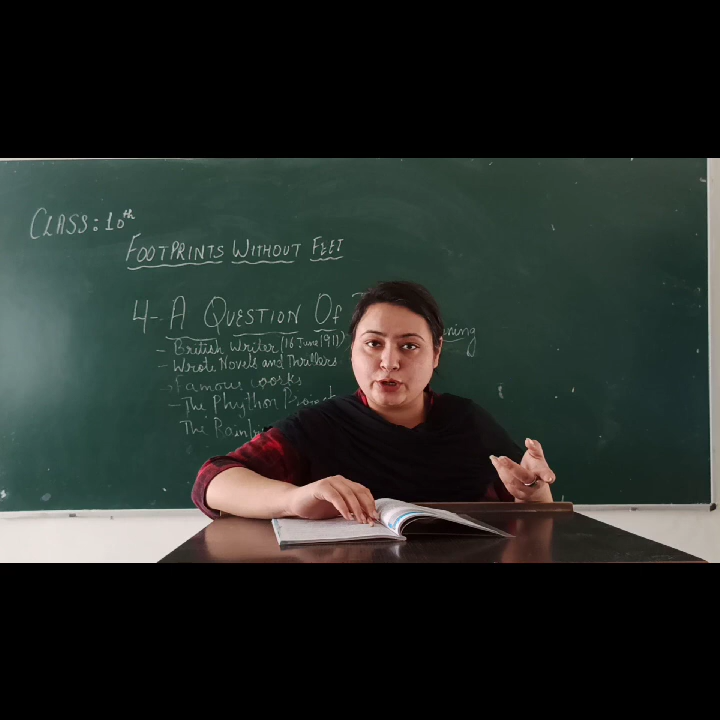 CLASS: 10th
FOOTPRINTS WITHOUT FEET
4- A QUESTION OF
- British Writer (16 June 1911)
- Wrote Novels and Thrillers
- Famous works
- The Phython Project
The